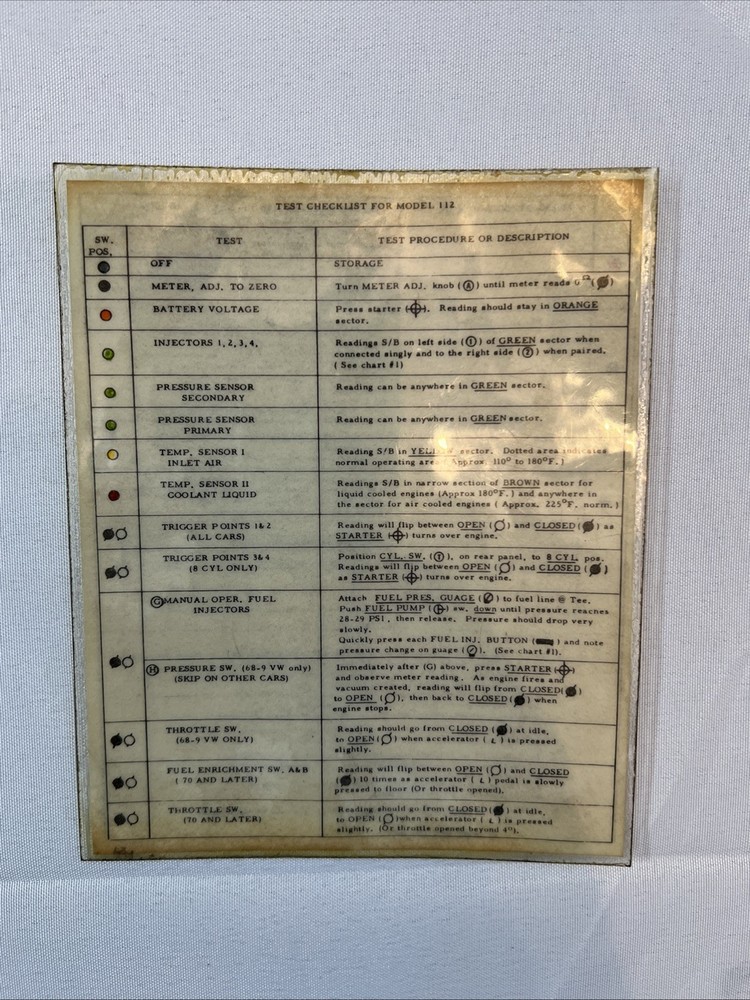 TEST CHECKLIST FOR MODEL 112
SW. POS.
TEST
TEST PROCEDURE OR DESCRIPTION
OFF
STORAGE
METER, ADJ. TO ZERO
Turn METER ADJ. knob (A) until meter reads
BATTERY VOLTAGE
Press starter ( ). Reading should stay in ORANGE
sector.
INJECTORS 1, 2, 3, 4,
Readings S/B on left side (1) of GREEN sector when
connected singly and to the right side (2) when paired.
( See chart #1)
PRESSURE SENSOR
SECONDARY
Reading can be anywhere in GREEN sector.
PRESSURE SENSOR
PRIMARY
Reading can be anywhere in GREEN sector.
TEMP. SENSOR I
INLET AIR
Reading S/B in YELLOW sector. Dotted area indicates
normal operating area. Approx. 110° to 180°F. )
TEMP. SENSOR II
COOLANT LIQUID
Readings S/B in narrow section of BROWN sector for
liquid cooled engines (Approx 180°F. ) and anywhere in
the sector for air cooled engines ( Approx. 225°F. norm. )
TRIGGER POINTS 1&2
(ALL CARS)
Reading will flip between OPEN ( ) and CLOSED ( ) as
STARTER ( ) turns over engine.
TRIGGER POINTS 3&4
(8 CYL ONLY)
Position CYL. SW. (T), on rear panel, to 8 CYL pos.
Readings will flip between OPEN ( ) and CLOSED ( )
as STARTER ( ) turns over engine.
(G) MANUAL OPER. FUEL
INJECTORS
Attach FUEL PRES. GUAGE ( ) to fuel line @ Tee.
Push FUEL PUMP ( ) sw. down until pressure reaches
28-29 PSI, then release. Pressure should drop very
slowly.
Quickly press each FUEL INJ. BUTTON ( ) and note
pressure change on guage ( ). (See chart #1).
(H) PRESSURE SW. (68-9 VW only)
(SKIP ON OTHER CARS)
Immediately after (G) above, press STARTER ( )
and observe meter reading. As engine fires and
vacuum created, reading will flip from CLOSED ( )
to OPEN ( ), then back to CLOSED ( ) when
engine stops.
THROTTLE SW.
(68-9 VW ONLY)
Reading should go from CLOSED ( ) at idle,
to OPEN ( ) when accelerator ( L ) is pressed
slightly.
FUEL ENRICHMENT SW. A&B
( 70 AND LATER)
Reading will flip between OPEN ( ) and CLOSED
( ) 10 times as accelerator ( L ) pedal is slowly
pressed to floor (Or throttle opened).
THROTTLE SW.
(70 AND LATER)
Reading should go from CLOSED ( ) at idle,
to OPEN ( ) when accelerator ( L ) is pressed
slightly. (Or throttle opened beyond 4°).